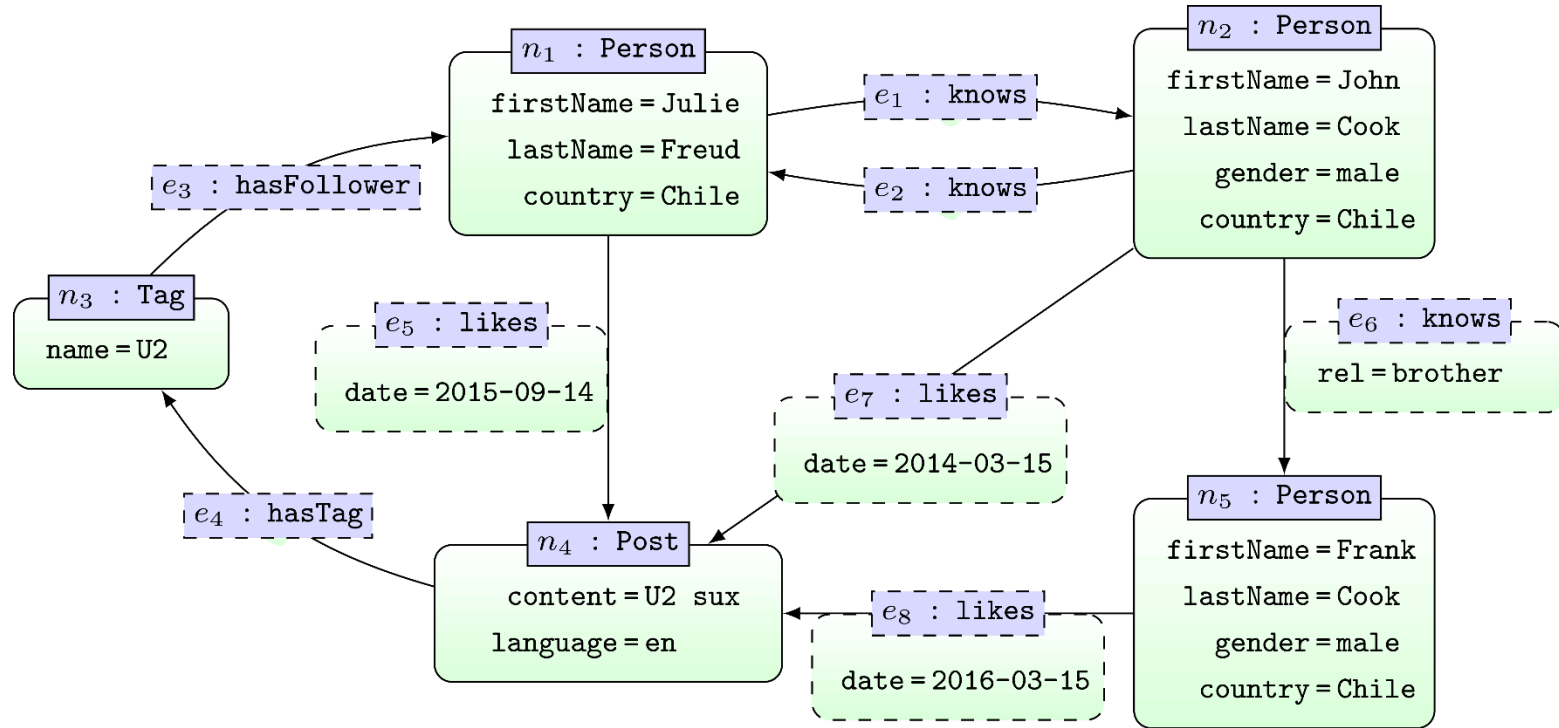 n₁ : Person
firstName = Julie
lastName = Freud
country = Chile
e₁ : knows
e₂ : knows
n₂ : Person
firstName = John
lastName = Cook
gender = male
country = Chile
e₃ : hasFollower
n₃ : Tag
name = U2
e₅ : likes
date = 2015-09-14
e₇ : likes
date = 2014-03-15
e₆ : knows
rel = brother
e₄ : hasTag
n₄ : Post
content = U2 sux
language = en
e₈ : likes
date = 2016-03-15
n₅ : Person
firstName = Frank
lastName = Cook
gender = male
country = Chile